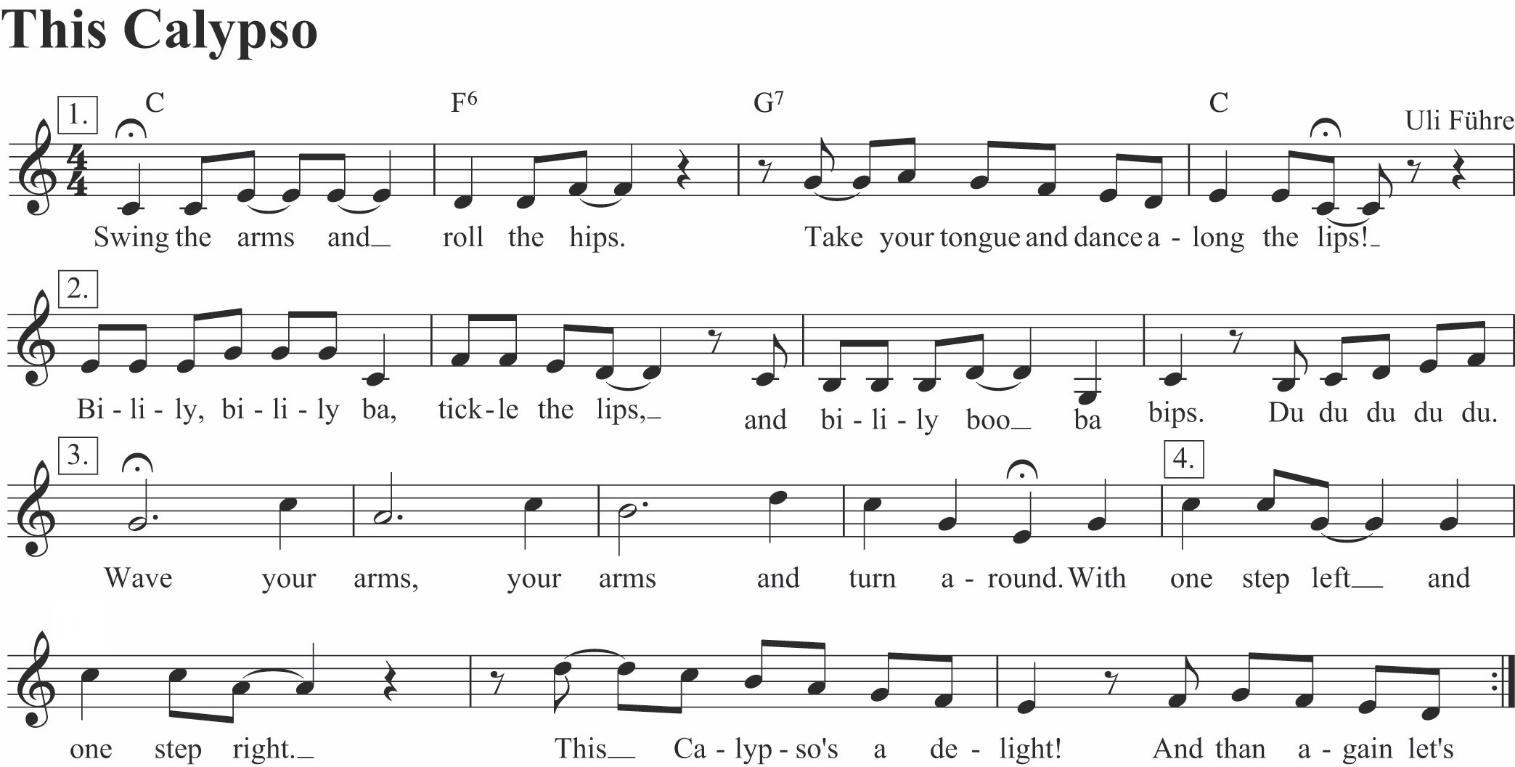 This Calypso
1. C F6 G7 C Uli Führe
4 4
Swing the arms and_ roll the hips. Take your tongue and dance a - long the lips!_
2.
Bi - li - ly, bi - li - ly ba, tick - le the lips,_ and bi - li - ly boo_ ba bips. Du du du du du.
3. 4.
Wave your arms, your arms and turn a - round. With one step left_ and
one step right._ This_ Ca - lyp - so's a de - light! And than a - gain let's